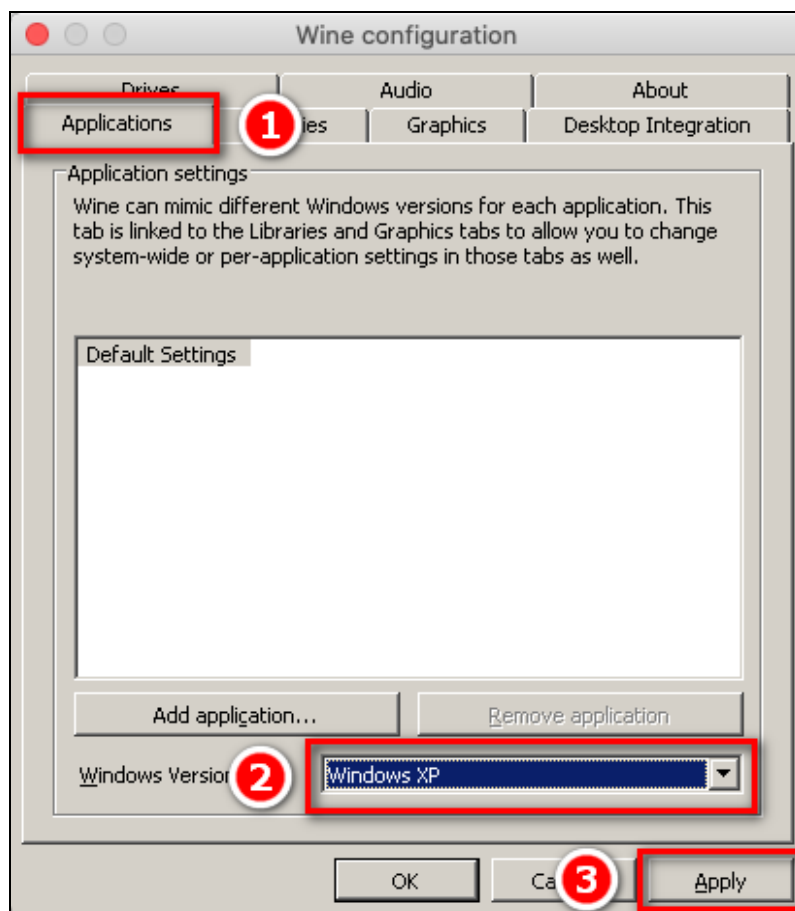 Wine configuration
Drives Audio About
Applications 1 ies Graphics Desktop Integration
Application settings
Wine can mimic different Windows versions for each application. This
tab is linked to the Libraries and Graphics tabs to allow you to change
system-wide or per-application settings in those tabs as well.
Default Settings
Add application... Remove application
Windows Version 2 Windows XP
OK Ca 3 Apply